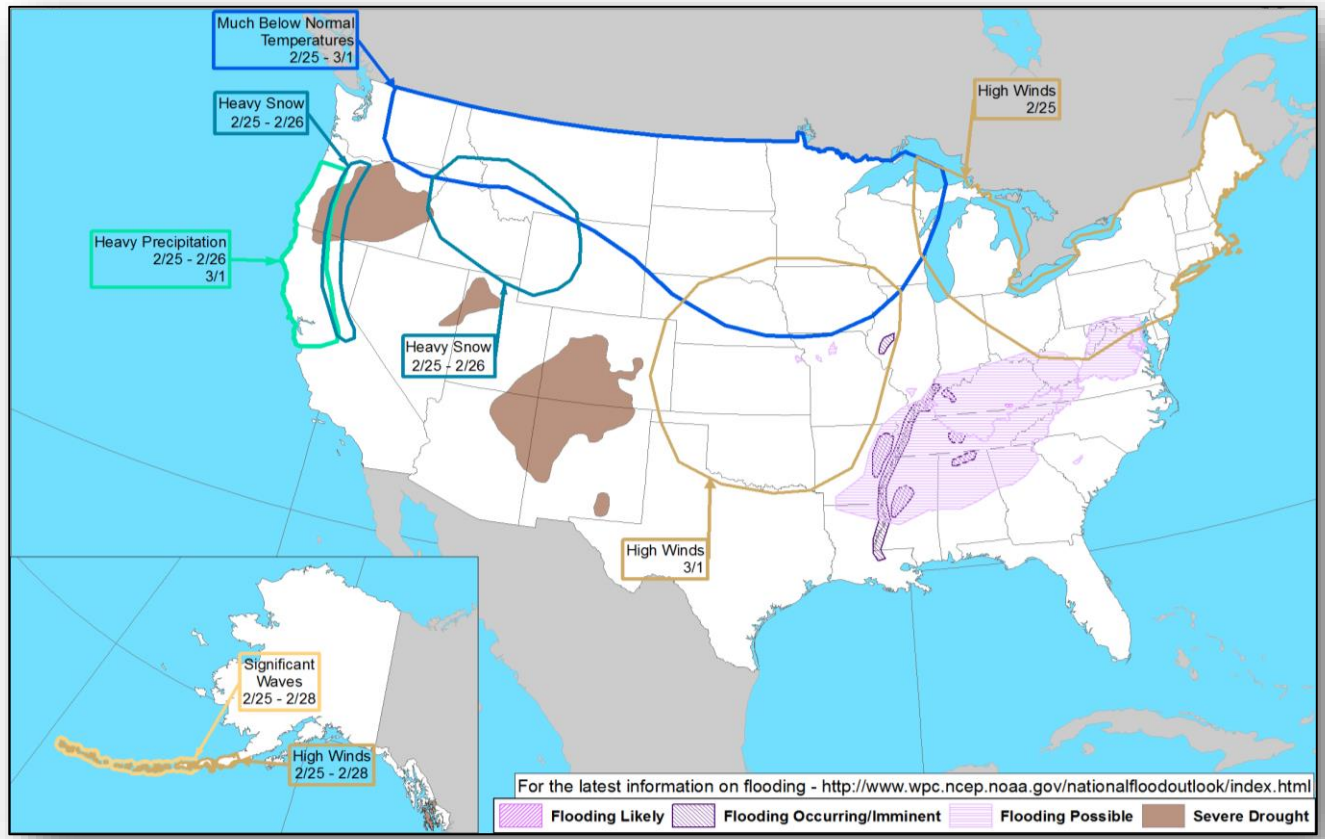 Much Below Normal
Temperatures
2/25 - 3/1
Heavy Snow
2/25 - 2/26
High Winds
2/25
Heavy Precipitation
2/25 - 2/26
3/1
Heavy Snow
2/25 - 2/26
High Winds
3/1
Significant
Waves
2/25 - 2/28
High Winds
2/25 - 2/28
For the latest information on flooding - http://www.wpc.ncep.noaa.gov/nationalfloodoutlook/index.html
Flooding Likely Flooding Occurring/Imminent Flooding Possible Severe Drought